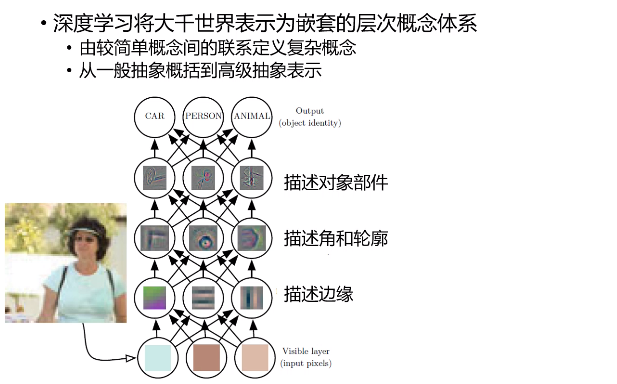 • 深度学习将大千世界表示为嵌套的层次概念体系
• 由较简单概念间的联系定义复杂概念
• 从一般抽象概括到高级抽象表示
CAR PERSON ANIMAL Output
(object identity)
描述对象部件
描述角和轮廓
描述边缘
Visible layer
(input pixels)